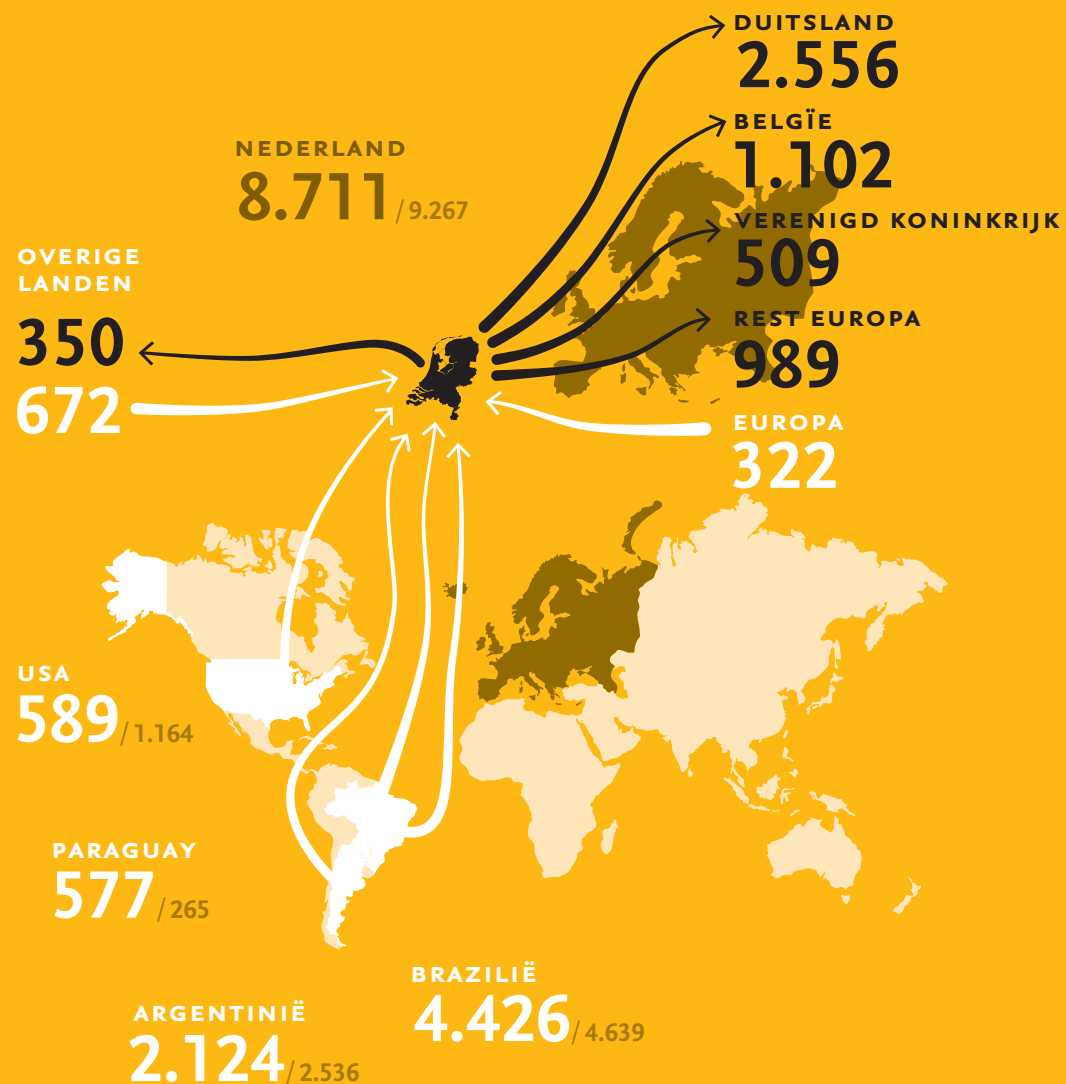 DUITSLAND
2.556
BELGÏE
1.102
NEDERLAND
8.711 / 9.267
VERENIGD KONINKRIJK
509
OVERIGE
LANDEN
350
672
REST EUROPA
989
EUROPA
322
USA
589 / 1.164
PARAGUAY
577 / 265
BRAZILIË
4.426 / 4.639
ARGENTINIË
2.124 / 2.536